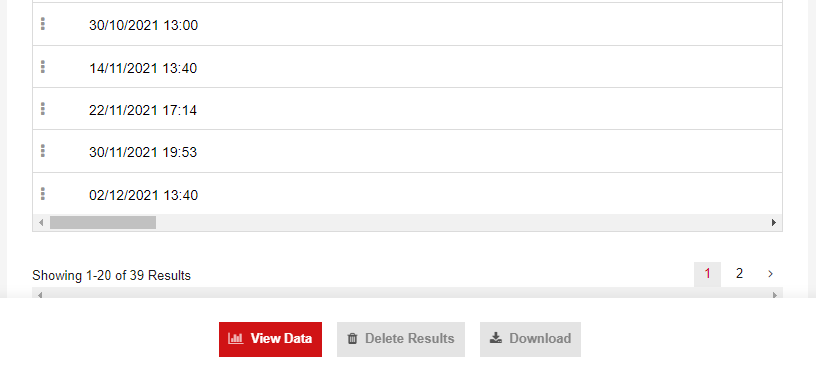 30/10/2021 13:00
14/11/2021 13:40
22/11/2021 17:14
30/11/2021 19:53
02/12/2021 13:40
Showing 1-20 of 39 Results 1 2 >
View Data Delete Results Download